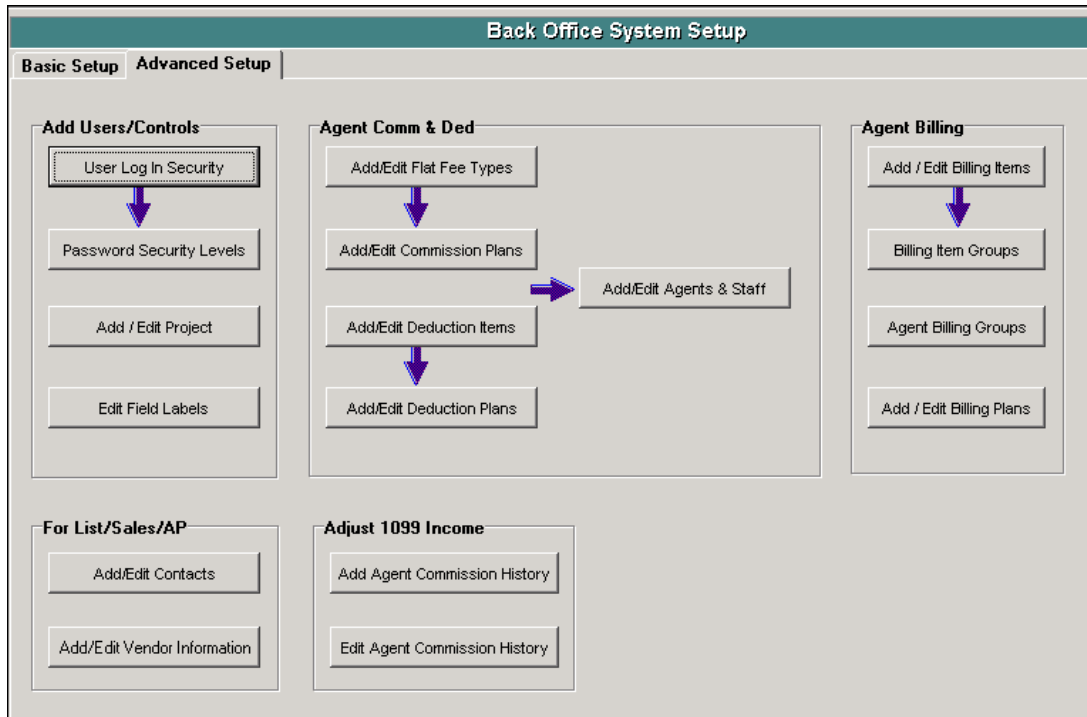 Back Office System Setup
Basic Setup
Advanced Setup
Add Users/Controls
User Log In Security
Password Security Levels
Add / Edit Project
Edit Field Labels
Agent Comm & Ded
Add/Edit Flat Fee Types
Add/Edit Commission Plans
Add/Edit Agents & Staff
Add/Edit Deduction Items
Add/Edit Deduction Plans
Agent Billing
Add / Edit Billing Items
Billing Item Groups
Agent Billing Groups
Add / Edit Billing Plans
For List/Sales/AP
Add/Edit Contacts
Add/Edit Vendor Information
Adjust 1099 Income
Add Agent Commission History
Edit Agent Commission History